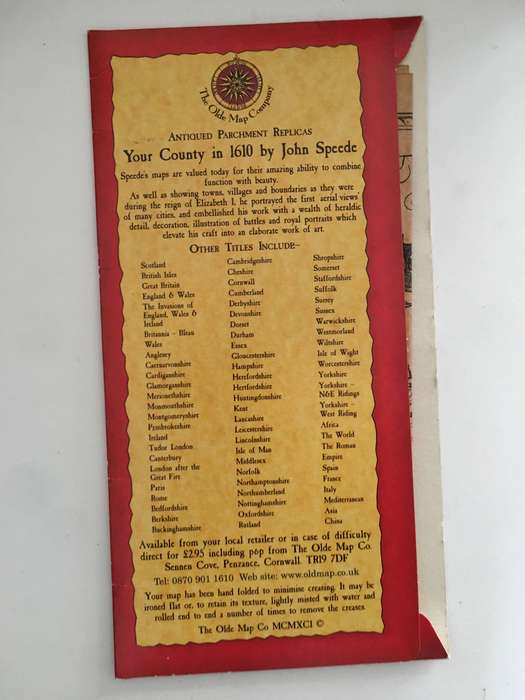 The Olde Map Company
Antiqued Parchment Replicas
Your County in 1610 by John Speede
Speede's maps are valued today for their amazing ability to combine
function with beauty.
As well as showing towns, villages and boundaries as they were
during the reign of Elizabeth I, he portrayed the first aerial views
of many cities, and embellished his work with a wealth of heraldic
detail, decoration, illustration of battles and royal portraits which
elevate his craft into an elaborate work of art.
Other Titles Include:-
Scotland
British Isles
Great Britain
England & Wales
The Invasions of
England, Wales &
Ireland
Britannia - Bleau
Wales
Anglesey
Caernarvonshire
Cardiganshire
Glamorganshire
Merionethshire
Monmouthshire
Montgomeryshire
Pembrokeshire
Ireland
Tudor London
Canterbury
London after the
Great Fire
Paris
Rome
Bedfordshire
Berkshire
Buckinghamshire
Cambridgeshire
Cheshire
Cornwall
Cumberland
Derbyshire
Devonshire
Dorset
Durham
Essex
Gloucestershire
Hampshire
Herefordshire
Hertfordshire
Huntingdonshire
Kent
Lancashire
Leicestershire
Lincolnshire
Isle of Man
Middlesex
Norfolk
Northamptonshire
Northumberland
Nottinghamshire
Oxfordshire
Rutland
Shropshire
Somerset
Staffordshire
Suffolk
Surrey
Sussex
Warwickshire
Westmorland
Wiltshire
Isle of Wight
Worcestershire
Yorkshire
Yorkshire -
N&E Ridings
Yorkshire -
West Riding
Africa
The World
The Roman
Empire
Spain
France
Italy
Mediterranean
Asia
China
Available from your local retailer or in case of difficulty
direct for £2.95 including p&p from The Olde Map Co.
Sennen Cove, Penzance, Cornwall. TR19 7DF
Tel: 0870 901 1610 Web site: www.oldmap.co.uk
Your map has been hand folded to minimise creasing. It may be
ironed flat or, to retain its texture, lightly misted with water and
rolled end to end a number of times to remove the creases.
The Olde Map Co MCMXCI ©